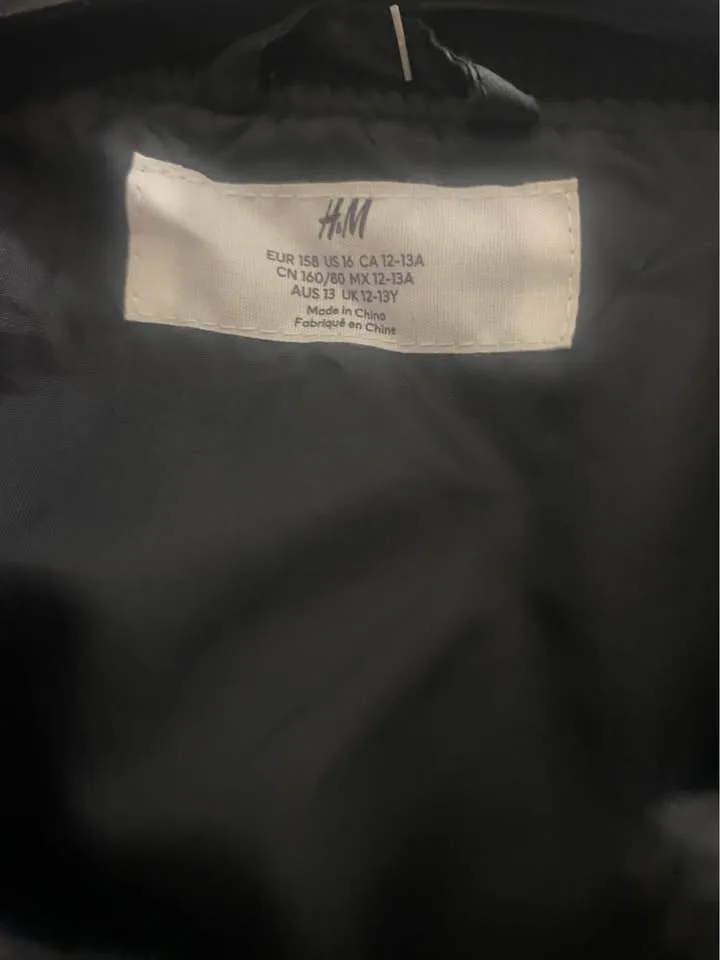 H&M
EUR 158 US 16 CA 12-13A
CN 160/80 MX 12-13A
AUS 13 UK 12-13Y
Made in China
Fabriqué en Chine